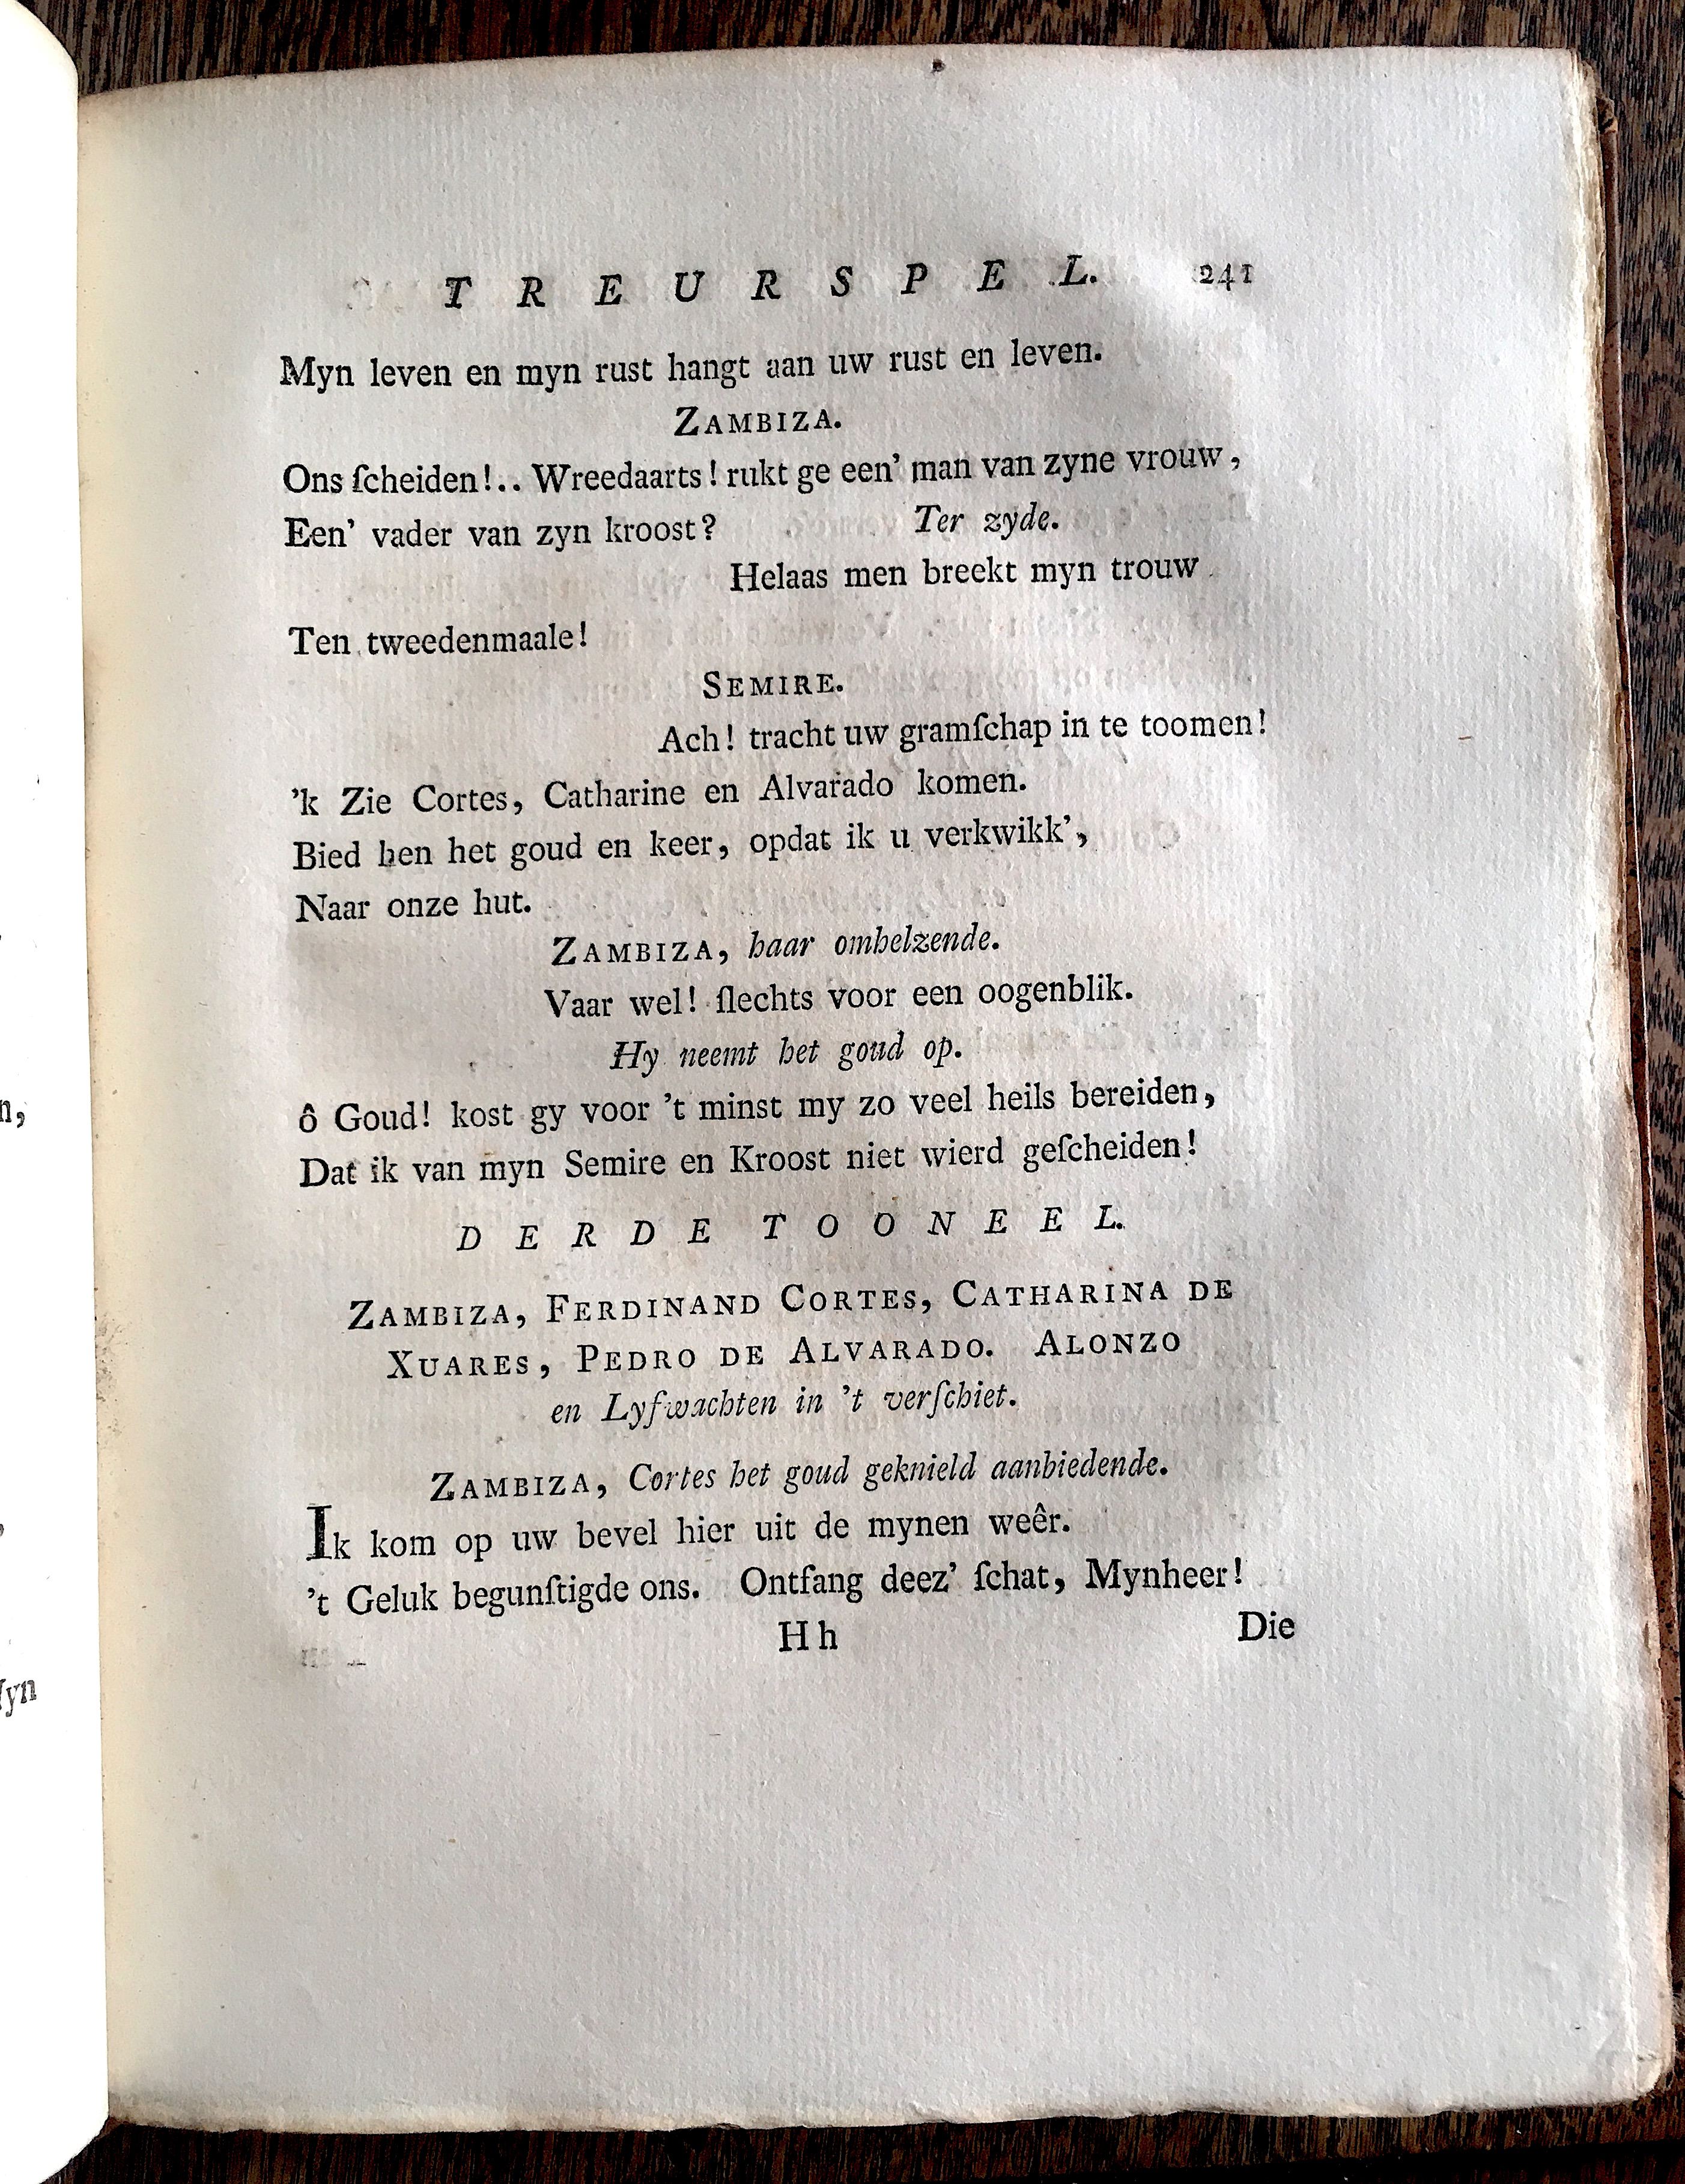 TREURSPEL. 241
Myn leven en myn rust hangt aan uw rust en leven.
ZAMBIZA.
Ons ſcheiden!.. Wreedaarts! rukt ge een' man van zyne vrouw,
Een' vader van zyn kroost? Ter zyde.
Helaas men breekt myn trouw
Ten tweedenmaale!
SEMIRE.
Ach! tracht uw gramſchap in te toomen!
'k Zie Cortes, Catharine en Alvarado komen.
Bied hen het goud en keer, opdat ik u verkwikk',
Naar onze hut.
ZAMBIZA, haar omhelzende.
Vaar wel! ſlechts voor een oogenblik.
Hy neemt het goud op.
ô Goud! kost gy voor 't minst my zo veel heils bereiden,
Dat ik van myn Semire en Kroost niet wierd geſcheiden!
DERDE TOONEEL.
ZAMBIZA, FERDINAND CORTES, CATHARINA DE
XUARES, PEDRO DE ALVARADO. ALONZO
en Lyfwachten in 't verſchiet.
ZAMBIZA, Cortes het goud geknield aanbiedende.
Ik kom op uw bevel hier uit de mynen weêr.
't Geluk begunſtigde ons. Ontfang deez' ſchat, Mynheer!
Hh Die